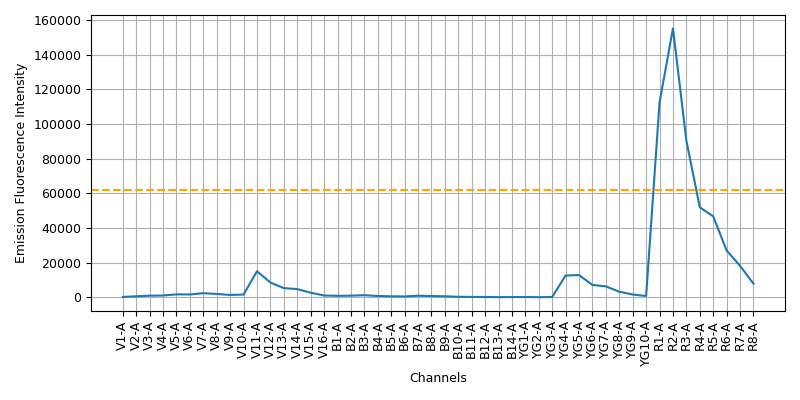 160000
140000
120000
100000
80000
60000
40000
20000
0
Emission Fluorescence Intensity
V1-A
V2-A
V3-A
V4-A
V5-A
V6-A
V7-A
V8-A
V9-A
V10-A
V11-A
V12-A
V13-A
V14-A
V15-A
V16-A
B1-A
B2-A
B3-A
B4-A
B5-A
B6-A
B7-A
B8-A
B9-A
B10-A
B11-A
B12-A
B13-A
B14-A
YG1-A
YG2-A
YG3-A
YG4-A
YG5-A
YG6-A
YG7-A
YG8-A
YG9-A
YG10-A
R1-A
R2-A
R3-A
R4-A
R5-A
R6-A
R7-A
R8-A
Channels